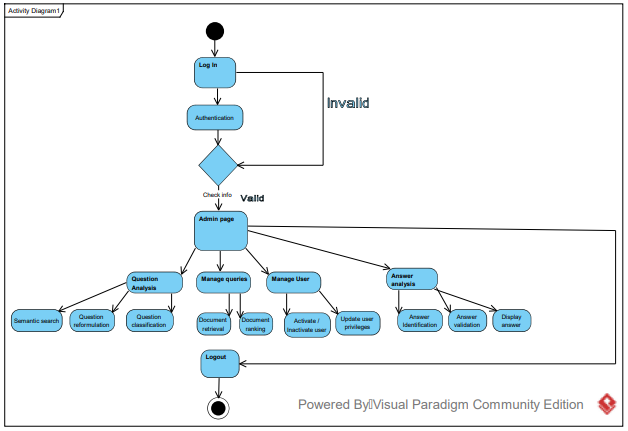 Activity Diagram1
Log In
Invalid
Authentication
Check info
Valid
Admin page
Question
Analysis
Manage queries
Manage User
Answer
analysis
Semantic search
Question
reformulation
Question
classification
Document
retrieval
Document
ranking
Activate /
Inactivate user
Update user
privileges
Answer
identification
Answer
validation
Display
answer
Logout
Powered By Visual Paradigm Community Edition